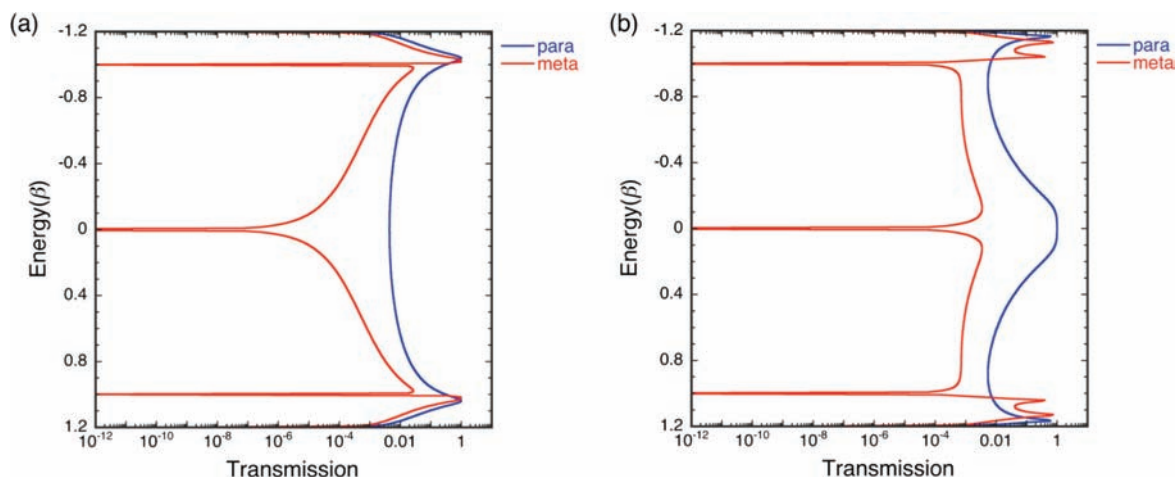 (a)
para
meta
Energy(β)
-1.2
-0.8
-0.4
0
0.4
0.8
1.2
10⁻¹² 10⁻¹⁰ 10⁻⁸ 10⁻⁶ 10⁻⁴ 0.01 1
Transmission
(b)
para
meta
Energy(β)
-1.2
-0.8
-0.4
0
0.4
0.8
1.2
10⁻¹² 10⁻¹⁰ 10⁻⁸ 10⁻⁶ 10⁻⁴ 0.01 1
Transmission